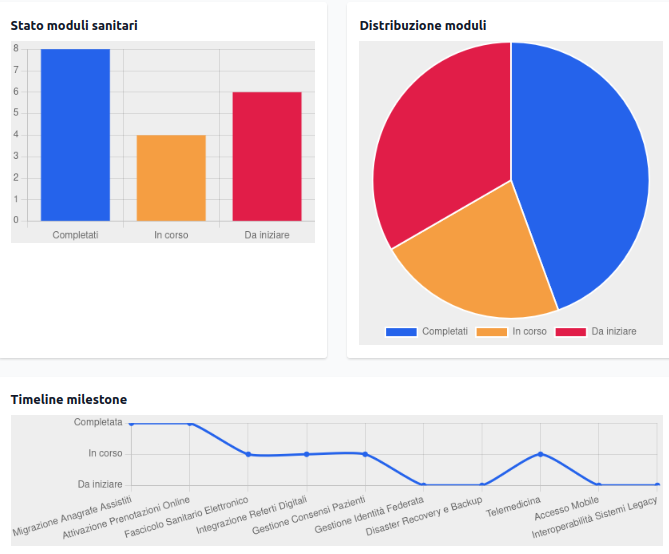 Stato moduli sanitari
8
7
6
5
4
3
2
1
0
Completati In corso Da iniziare
Distribuzione moduli
Completati In corso Da iniziare
Timeline milestone
Completata
In corso
Da iniziare
Migrazione Anagrafe Assistiti
Attivazione Prenotazioni Online
Fascicolo Sanitario Elettronico
Integrazione Referti Digitali
Gestione Consensi Pazienti
Gestione Identità Federata
Disaster Recovery e Backup
Telemedicina
Accesso Mobile
Interoperabilità Sistemi Legacy